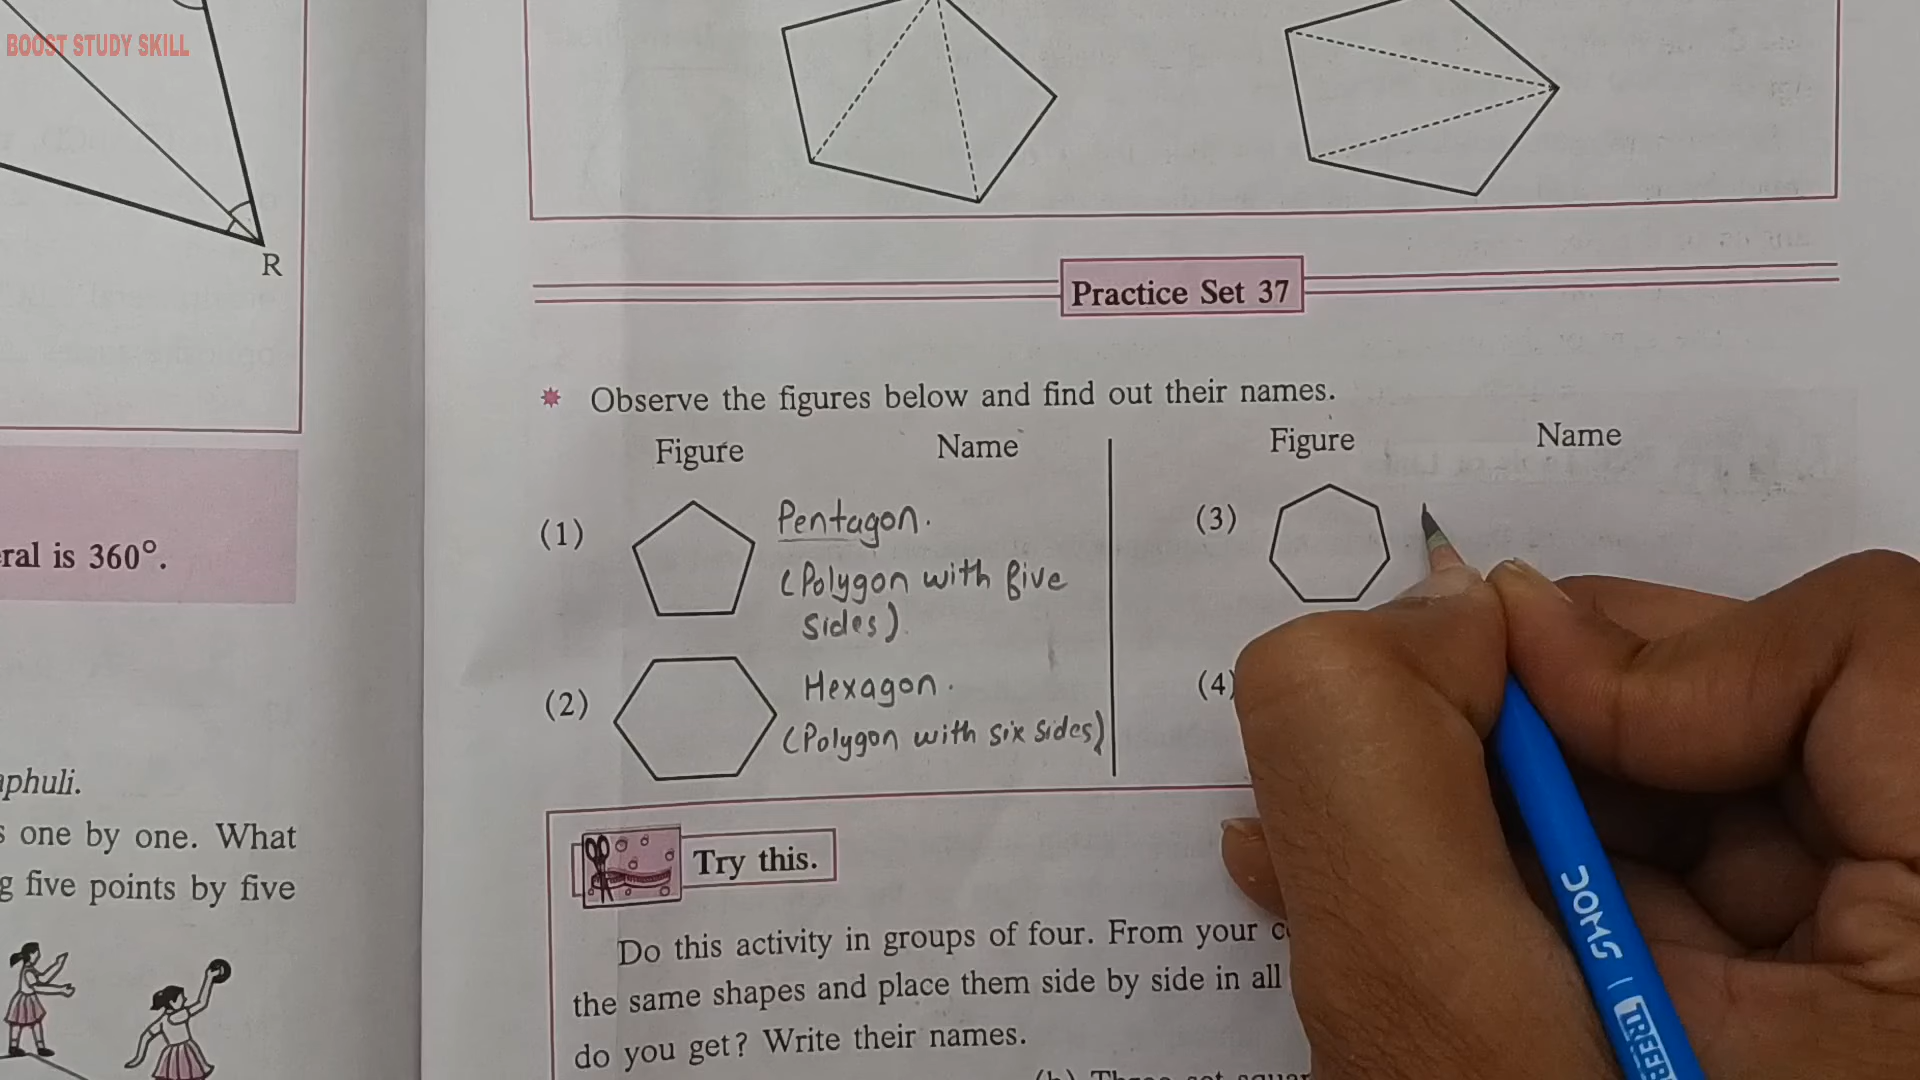 BOOST STUDY SKILL
R
Practice Set 37
Observe the figures below and find out their names.
Figure Name
(1) Pentagon.
(Polygon with five
sides)
(2) Hexagon.
(Polygon with six sides)
Figure Name
(3)
(4)
Try this.
Do this activity in groups of four. From your
the same shapes and place them side by side in all
do you get? Write their names.
is 360°.
one by one. What
five points by five
DOMS